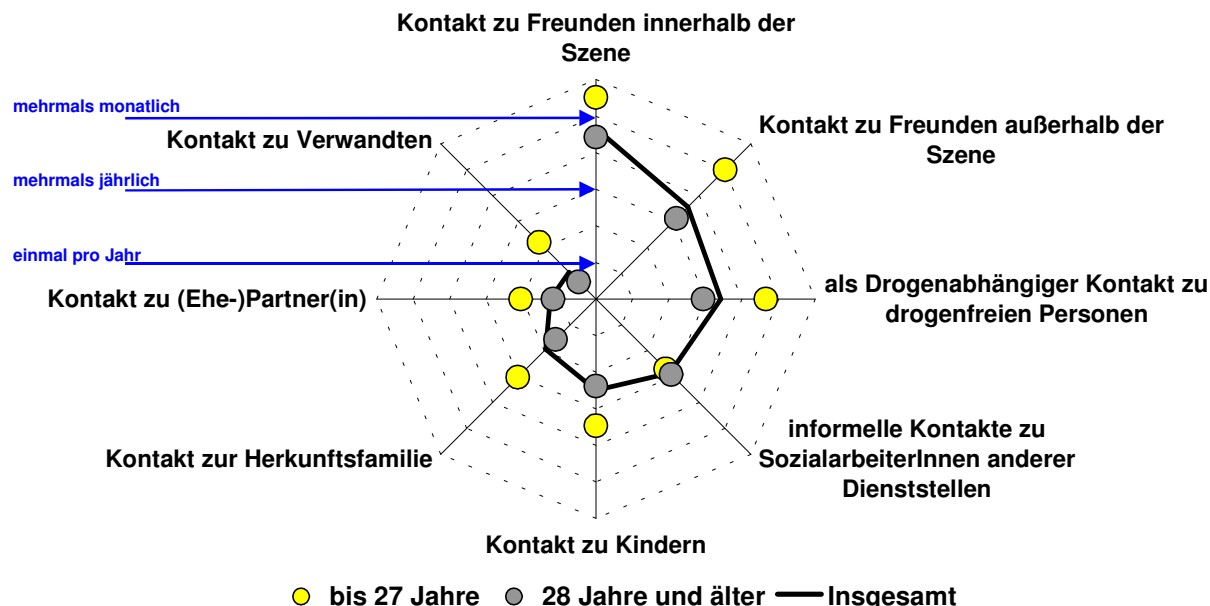 Kontakt zu Freunden innerhalb der
Szene
mehrmals monatlich
Kontakt zu Verwandten
Kontakt zu Freunden außerhalb der
Szene
mehrmals jährlich
einmal pro Jahr
Kontakt zu (Ehe-)Partner(in)
als Drogenabhängiger Kontakt zu
drogenfreien Personen
Kontakt zur Herkunftsfamilie
informelle Kontakte zu
SozialarbeiterInnen anderer
Dienststellen
Kontakt zu Kindern
bis 27 Jahre
28 Jahre und älter
Insgesamt